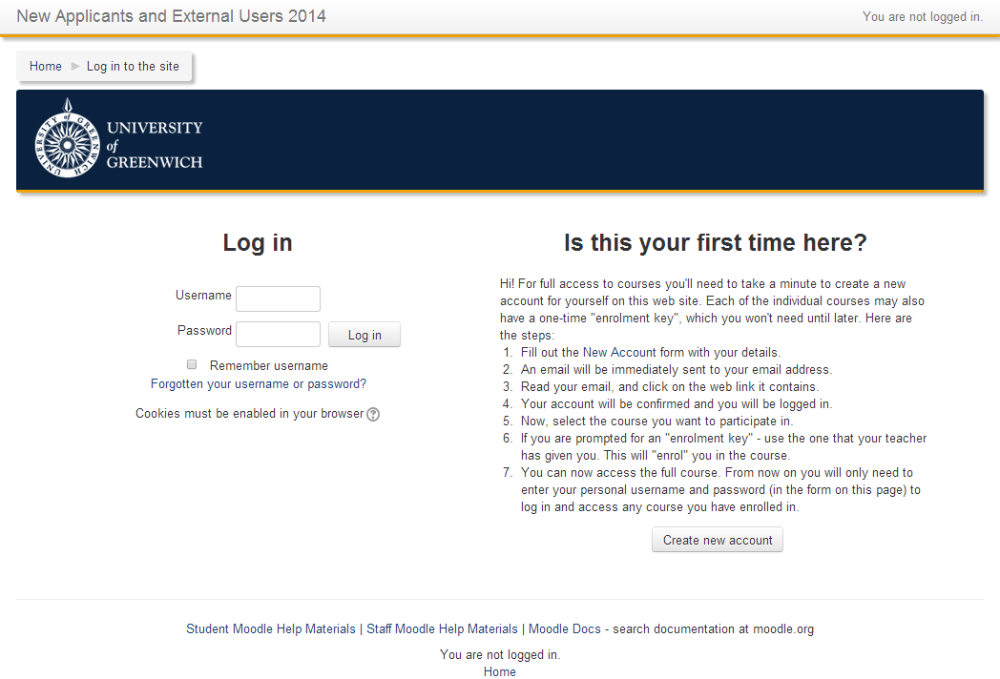 New Applicants and External Users 2014
You are not logged in.
Home ► Log in to the site
UNIVERSITY OF GREENWICH
UNIVERSITY
of
GREENWICH
Log in
Username
Password
Log in
Remember username
Forgotten your username or password?
Cookies must be enabled in your browser ?
Is this your first time here?
Hi! For full access to courses you'll need to take a minute to create a new
account for yourself on this web site. Each of the individual courses may also
have a one-time "enrolment key", which you won't need until later. Here are
the steps:
1. Fill out the New Account form with your details.
2. An email will be immediately sent to your email address.
3. Read your email, and click on the web link it contains.
4. Your account will be confirmed and you will be logged in.
5. Now, select the course you want to participate in.
6. If you are prompted for an "enrolment key" - use the one that your teacher
has given you. This will "enrol" you in the course.
7. You can now access the full course. From now on you will only need to
enter your personal username and password (in the form on this page) to
log in and access any course you have enrolled in.
Create new account
Student Moodle Help Materials | Staff Moodle Help Materials | Moodle Docs - search documentation at moodle.org
You are not logged in.
Home